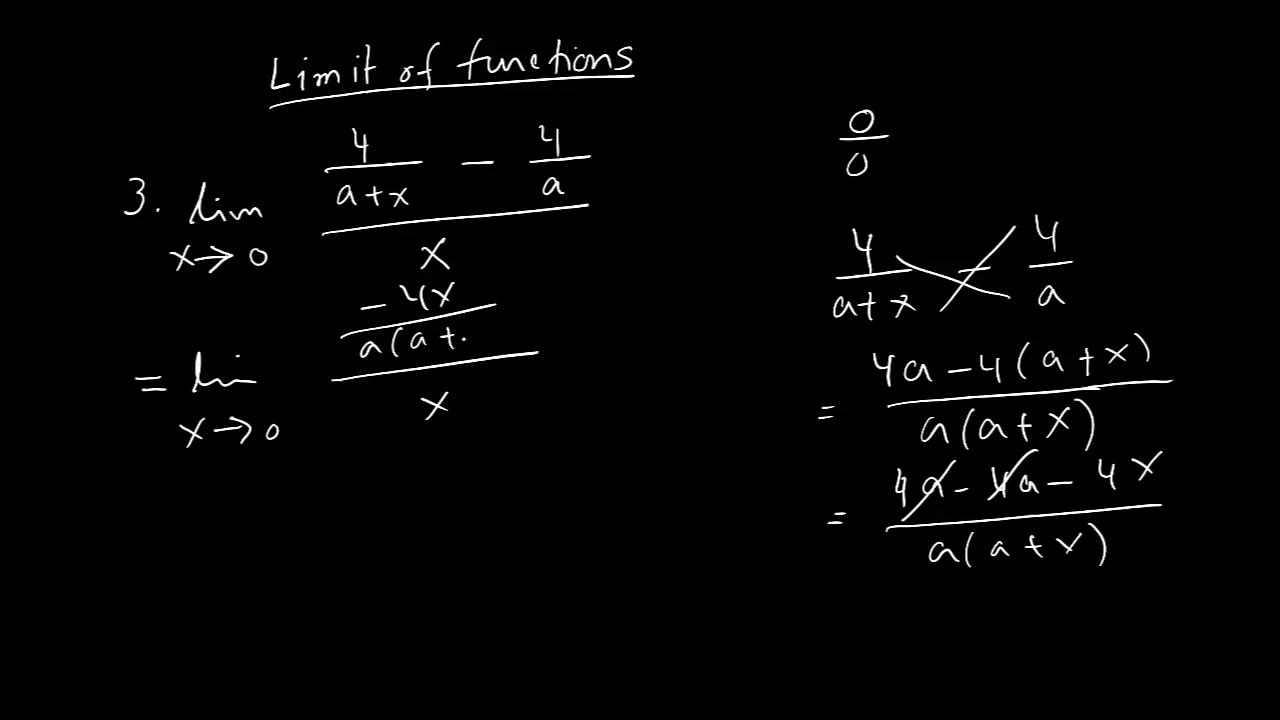 Limit of functions
3. lim x→0 (4/(a+x) - 4/a)/x
= lim x→0 (-4x/(a(a+.))/x
0/0
4/(a+x) - 4/a
= (4a-4(a+x))/(a(a+x))
= (4a-4a-4x)/(a(a+x))